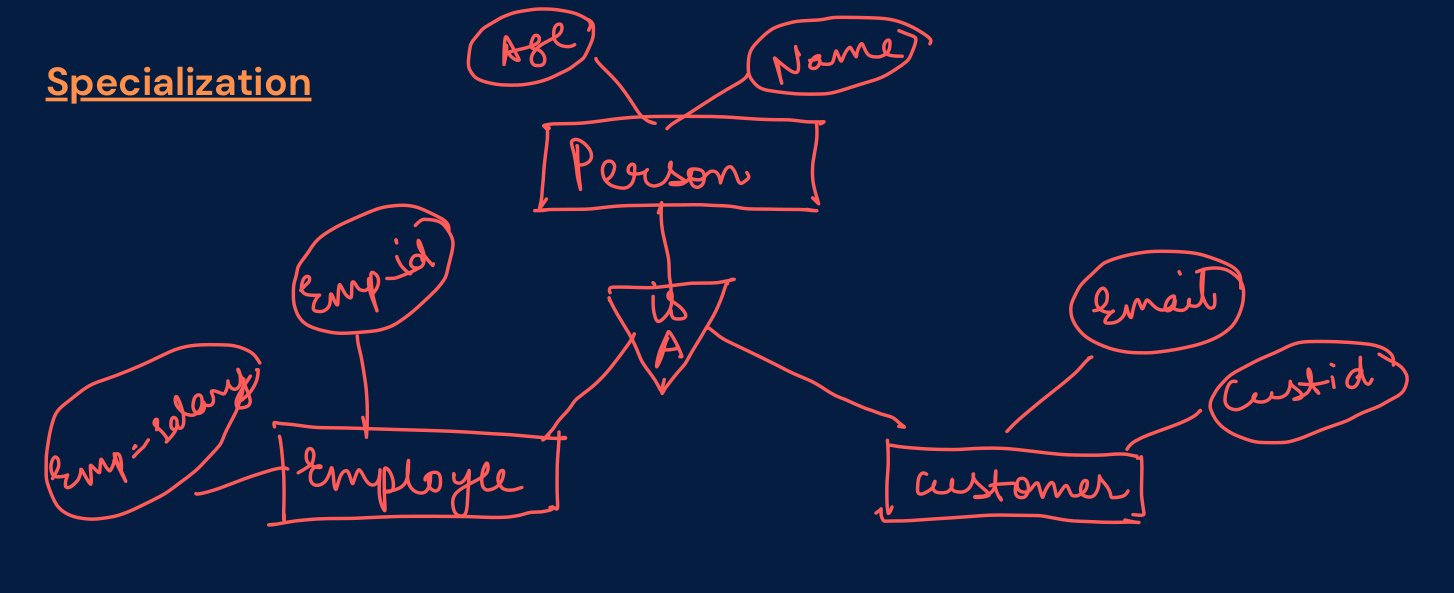 Specialization
Age
Name
Person
Emp-id
IS
A
Email
Custid
Emp-salary
Employee
customer